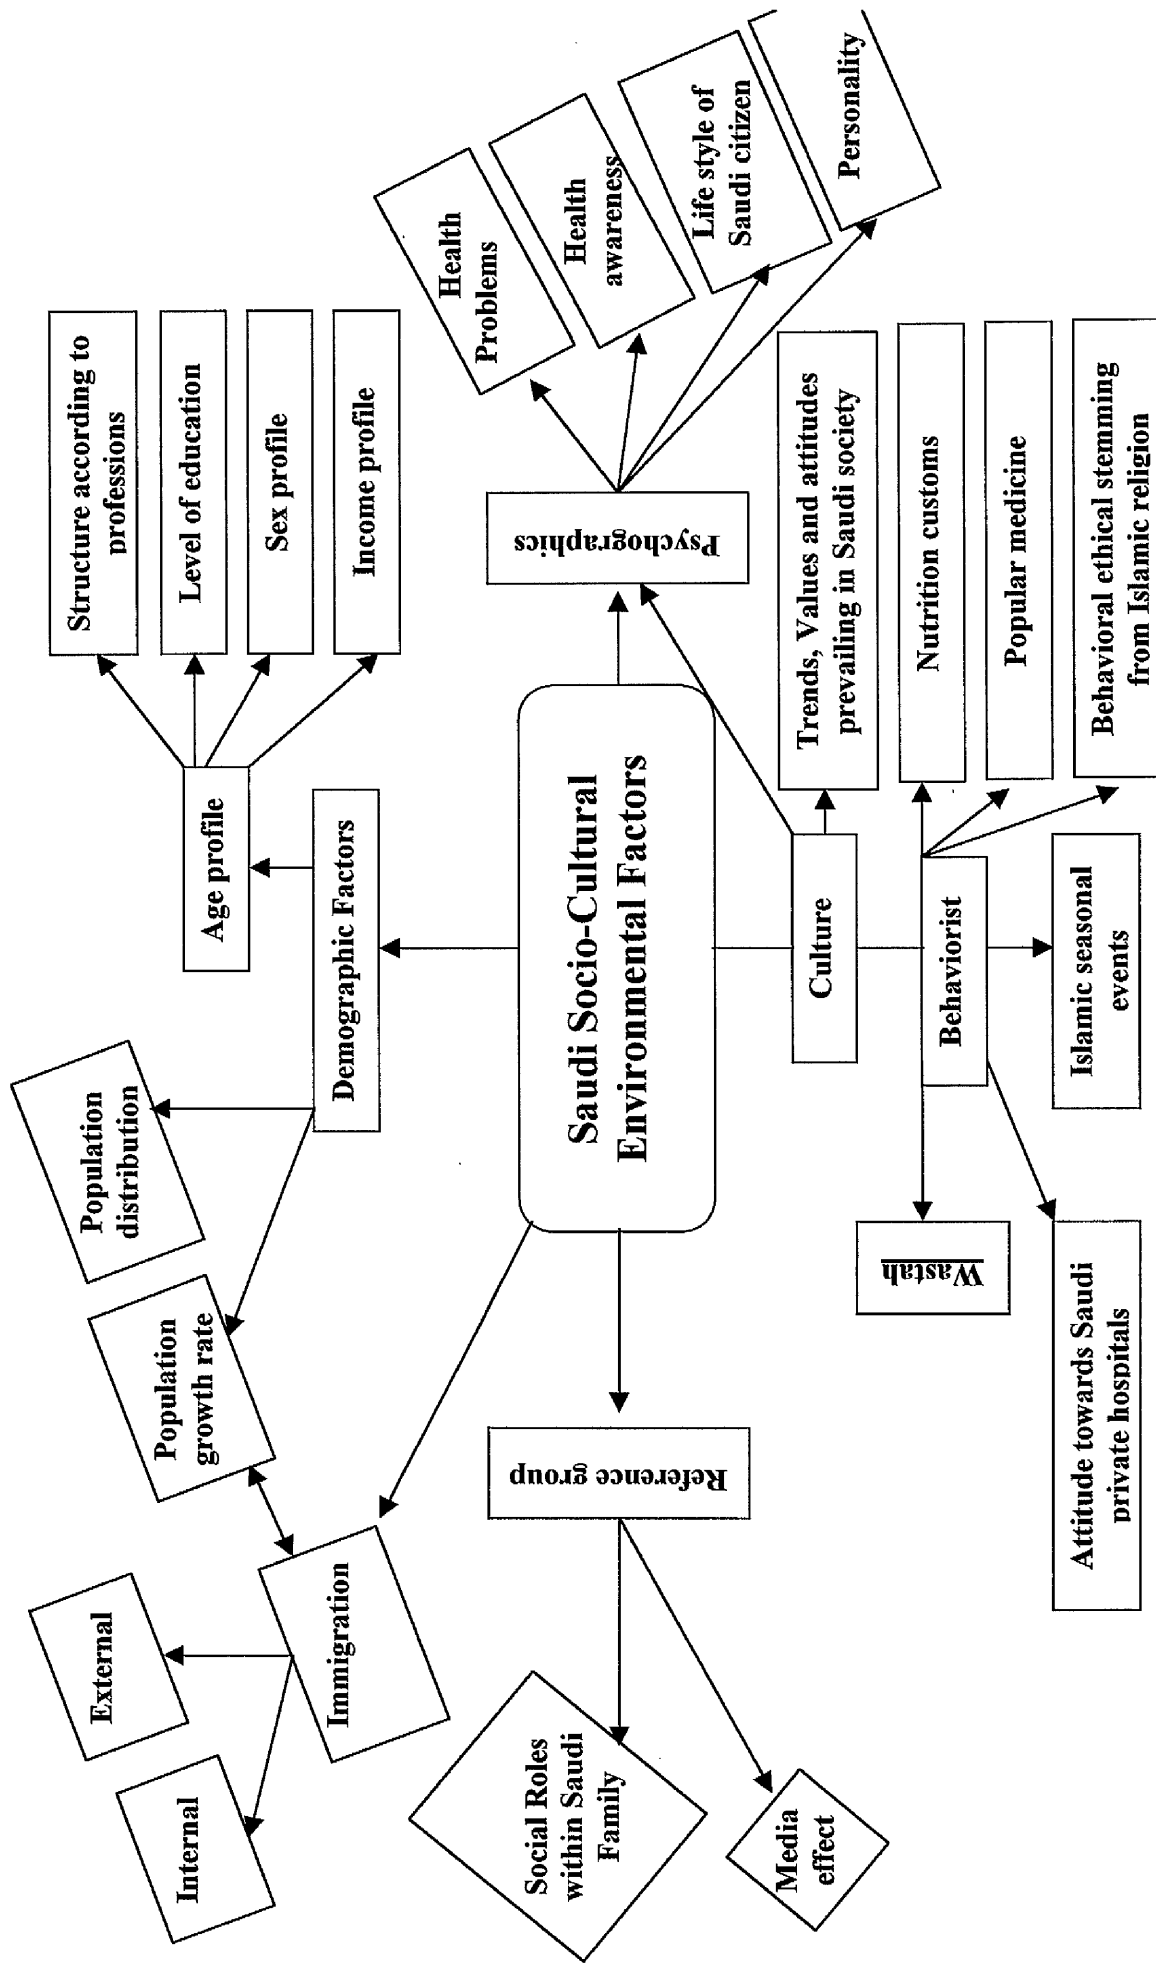 Structure according to
professions
Level of education
Sex profile
Income profile
Age profile
Demographic Factors
Population
distribution
Population
growth rate
External
Internal
Immigration
Health
Problems
Health
awareness
Life style of
Saudi citizen
Personality
Psychographics
Saudi Socio-Cultural
Environmental Factors
Reference group
Social Roles
within Saudi
Family
Media
effect
Culture
Trends, Values and attitudes
prevailing in Saudi society
Nutrition customs
Popular medicine
Behavioral ethical stemming
from Islamic religion
Behaviorist
Wastah
Islamic seasonal
events
Attitude towards Saudi
private hospitals